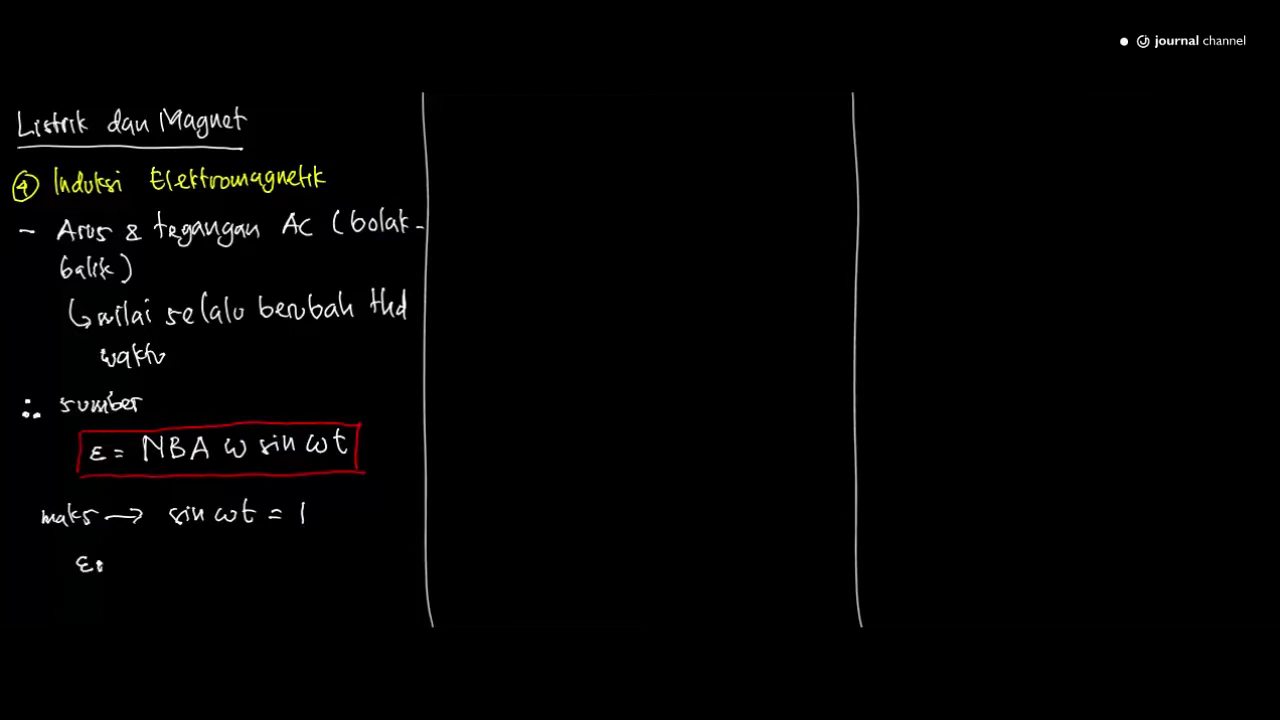 journal channel
Listrik dan Magnet
④ Induksi Elektromagnetik
- Arus & tegangan AC (bolak-
balik)
↳ nilai selalu berubah thd
waktu
∴ sumber
ε = NBA ω sin ωt
maks → sin ωt = 1
ε